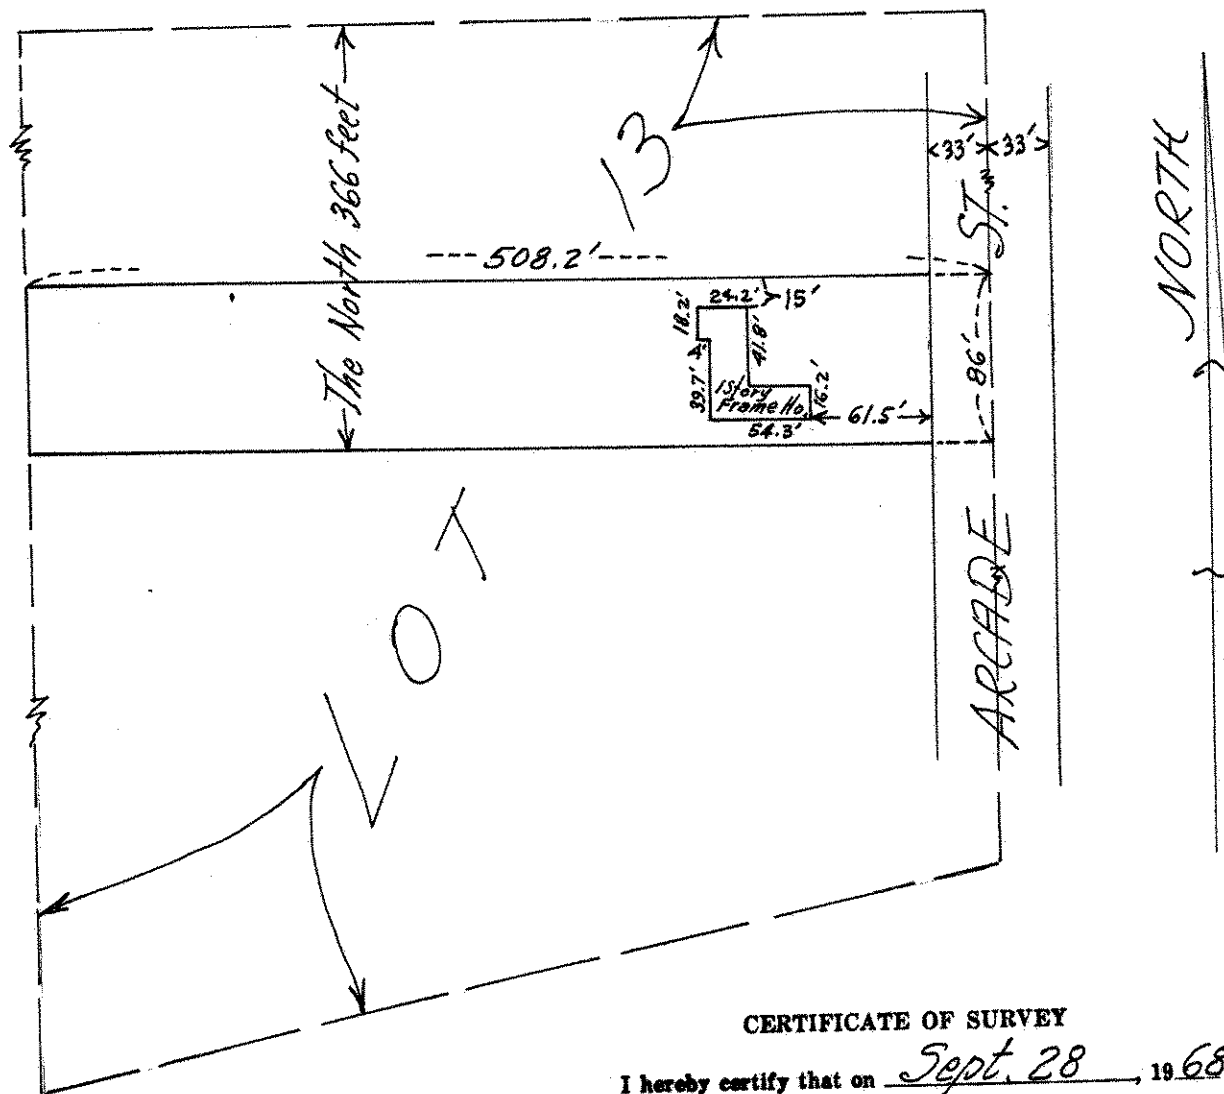 The North 366 feet
LOT 13
33' 33'
ARCADE ST.
NORTH
508.2'
24.2'
15'
18.2'
41.8'
39.7'
1 Story
Frame Ho.
16.2'
61.5'
54.3'
86'
CERTIFICATE OF SURVEY
I hereby certify that on Sept. 28, 1968